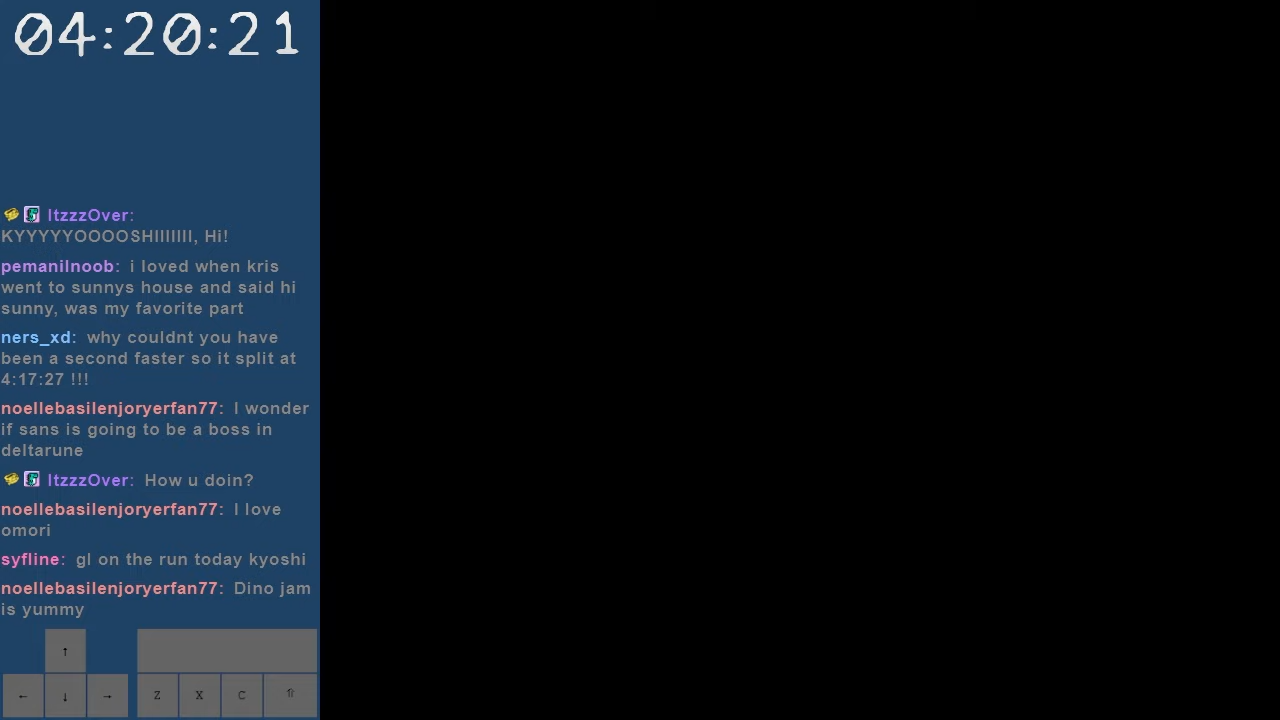 04:20:21
ItzzzOver:
KYYYYYOOOOSHIIIIIII, Hi!
pemanilnoob: i loved when kris
went to sunnys house and said hi
sunny, was my favorite part
ners_xd: why couldnt you have
been a second faster so it split at
4:17:27 !!!
noellebasilenjoryerfan77: I wonder
if sans is going to be a boss in
deltarune
ItzzzOver: How u doin?
noellebasilenjoryerfan77: I love
omori
syfline: gl on the run today kyoshi
noellebasilenjoryerfan77: Dino jam
is yummy
↑
← ↓ → Z X C ⇧